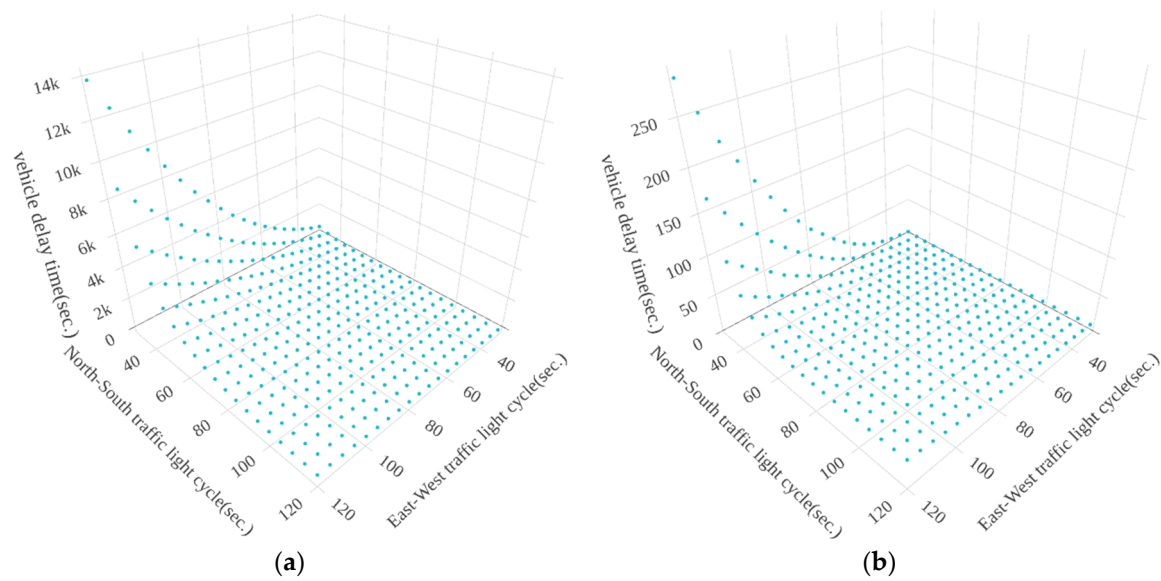 14k
12k
10k
8k
6k
4k
2k
0
vehicle delay time(sec.)
40
60
80
100
120
North-South traffic light cycle(sec.)
40
60
80
100
120
East-West traffic light cycle(sec.)
(a)
250
200
150
100
50
0
vehicle delay time(sec.)
40
60
80
100
120
North-South traffic light cycle(sec.)
40
60
80
100
120
East-West traffic light cycle(sec.)
(b)